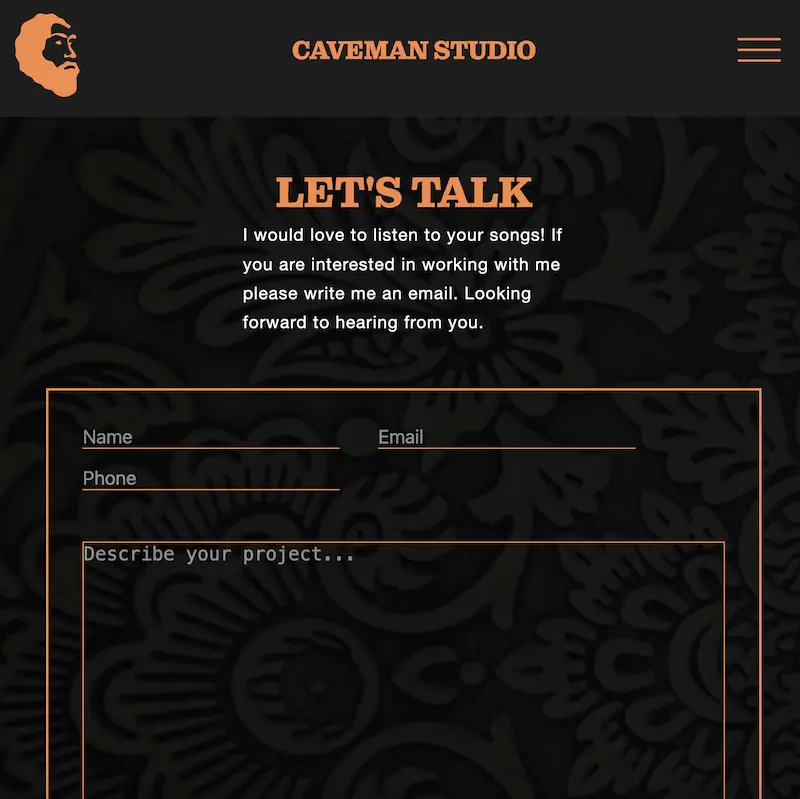 CAVEMAN STUDIO
LET'S TALK
I would love to listen to your songs! If
you are interested in working with me
please write me an email. Looking
forward to hearing from you.
Name
Email
Phone
Describe your project...